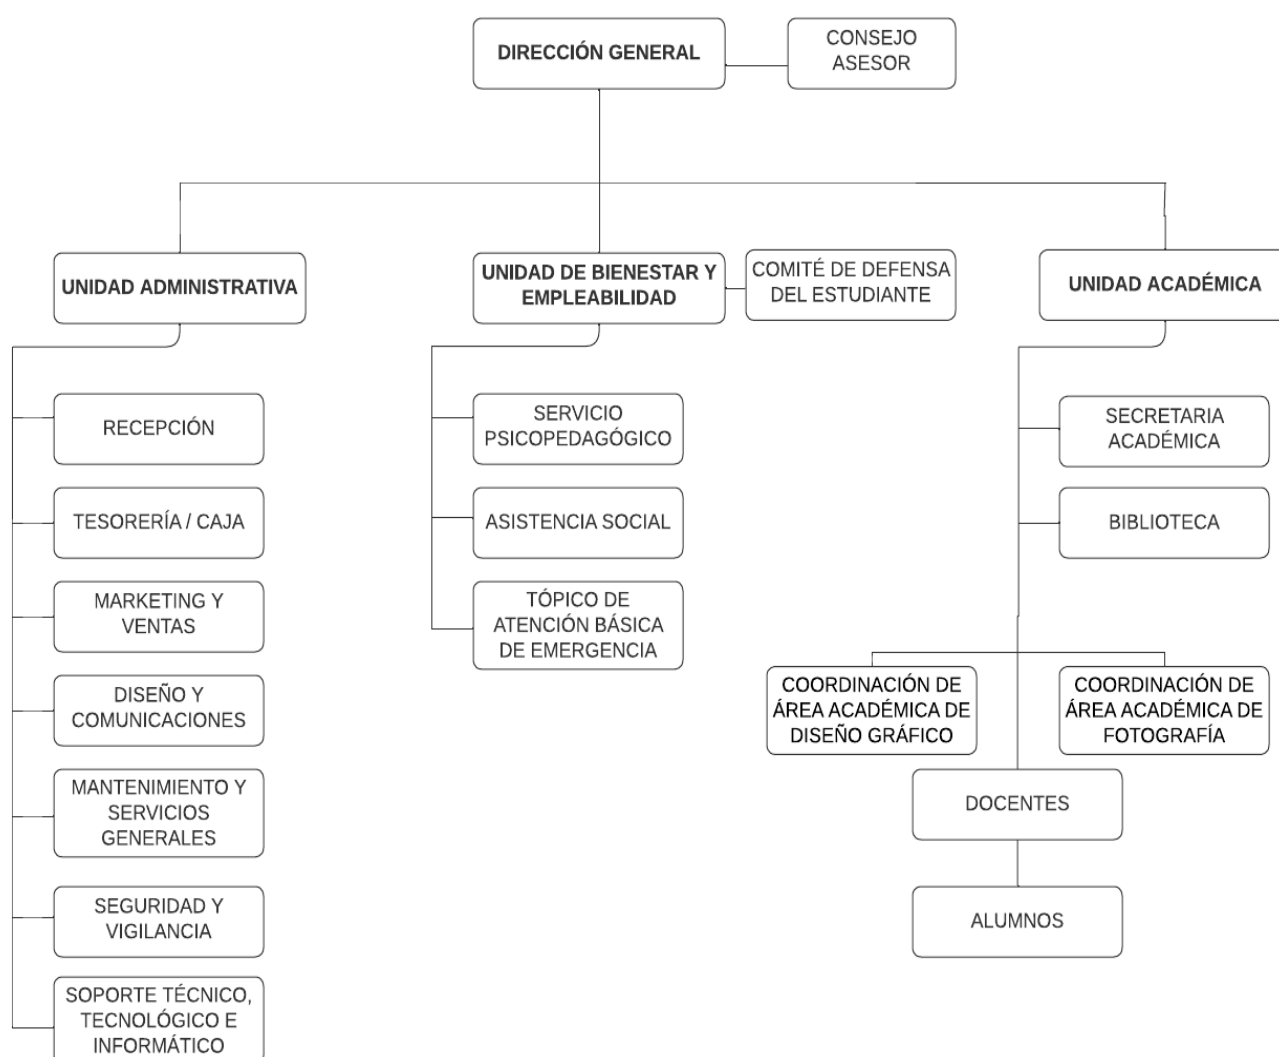 DIRECCIÓN GENERAL
CONSEJO
ASESOR
UNIDAD ADMINISTRATIVA
UNIDAD DE BIENESTAR Y
EMPLEABILIDAD
COMITÉ DE DEFENSA
DEL ESTUDIANTE
UNIDAD ACADÉMICA
RECEPCIÓN
TESORERÍA / CAJA
MARKETING Y
VENTAS
DISEÑO Y
COMUNICACIONES
MANTENIMIENTO Y
SERVICIOS
GENERALES
SEGURIDAD Y
VIGILANCIA
SOPORTE TÉCNICO,
TECNOLÓGICO E
INFORMÁTICO
SERVICIO
PSICOPEDAGÓGICO
ASISTENCIA SOCIAL
TÓPICO DE
ATENCIÓN BÁSICA
DE EMERGENCIA
SECRETARIA
ACADÉMICA
BIBLIOTECA
COORDINACIÓN DE
ÁREA ACADÉMICA DE
DISEÑO GRÁFICO
COORDINACIÓN DE
ÁREA ACADÉMICA DE
FOTOGRAFÍA
DOCENTES
ALUMNOS